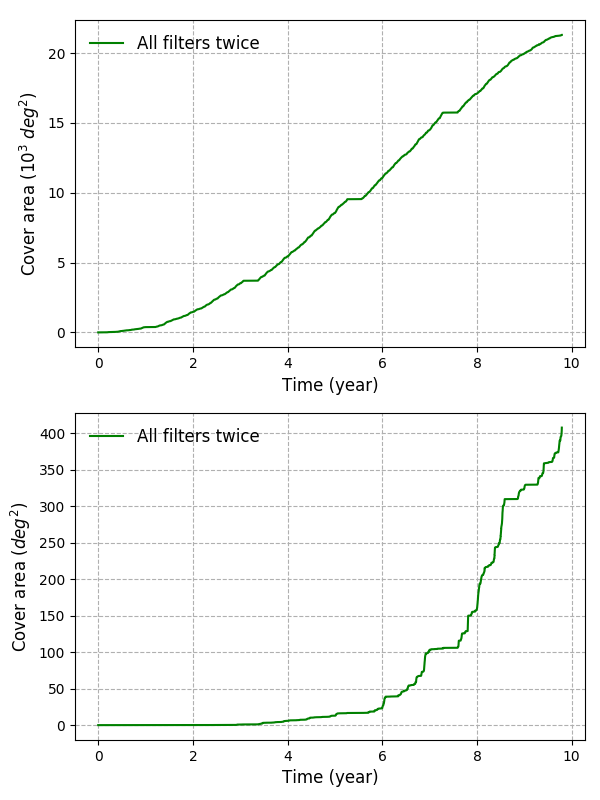 All filters twice
Cover area (10³ deg²)
20
15
10
5
0
0 2 4 6 8 10
Time (year)
All filters twice
Cover area (deg²)
400
350
300
250
200
150
100
50
0
0 2 4 6 8 10
Time (year)